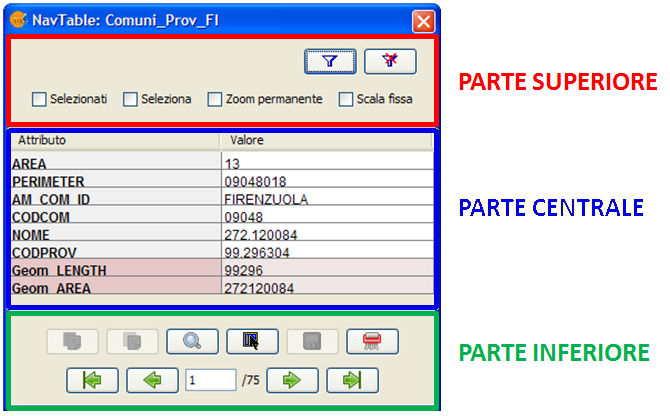 NavTable: Comuni_Prov_FI
PARTE SUPERIORE
Selezionati Seleziona Zoom permanente Scala fissa
Attributo Valore
AREA 13
PERIMETER 09048018
AM_COM_ID FIRENZUOLA
CODCOM 09048
NOME 272.120084
CODPROV 99.296304
Geom_LENGTH 99296
Geom_AREA 272120084
PARTE CENTRALE
PARTE INFERIORE
1 /75